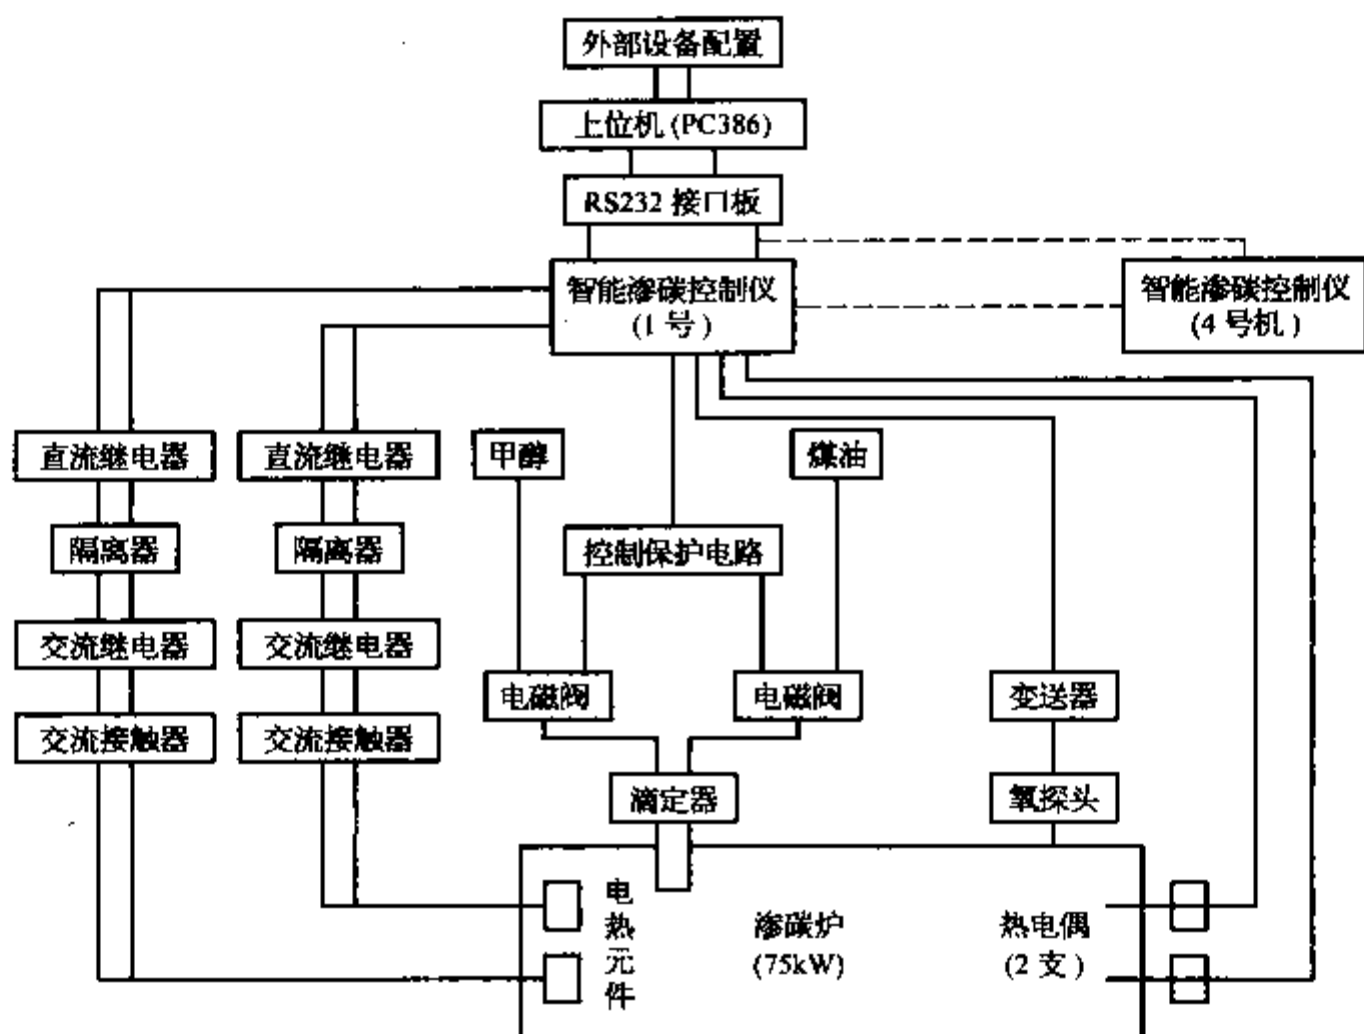 外部设备配置
上位机 (PC386)
RS232 接口板
智能渗碳控制仪
(1 号)
智能渗碳控制仪
(4 号机)
直流继电器
直流继电器
甲醇
煤油
隔离器
隔离器
控制保护电路
交流继电器
交流继电器
电磁阀
电磁阀
变送器
交流接触器
交流接触器
滴定器
氧探头
电热元件
渗碳炉
(75kW)
热电偶
(2 支)